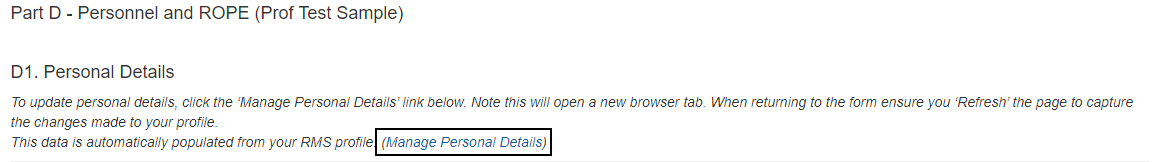 Part D - Personnel and ROPE (Prof Test Sample)
D1. Personal Details
To update personal details, click the ‘Manage Personal Details’ link below. Note this will open a new browser tab. When returning to the form ensure you ‘Refresh’ the page to capture
the changes made to your profile.
This data is automatically populated from your RMS profile. (Manage Personal Details)